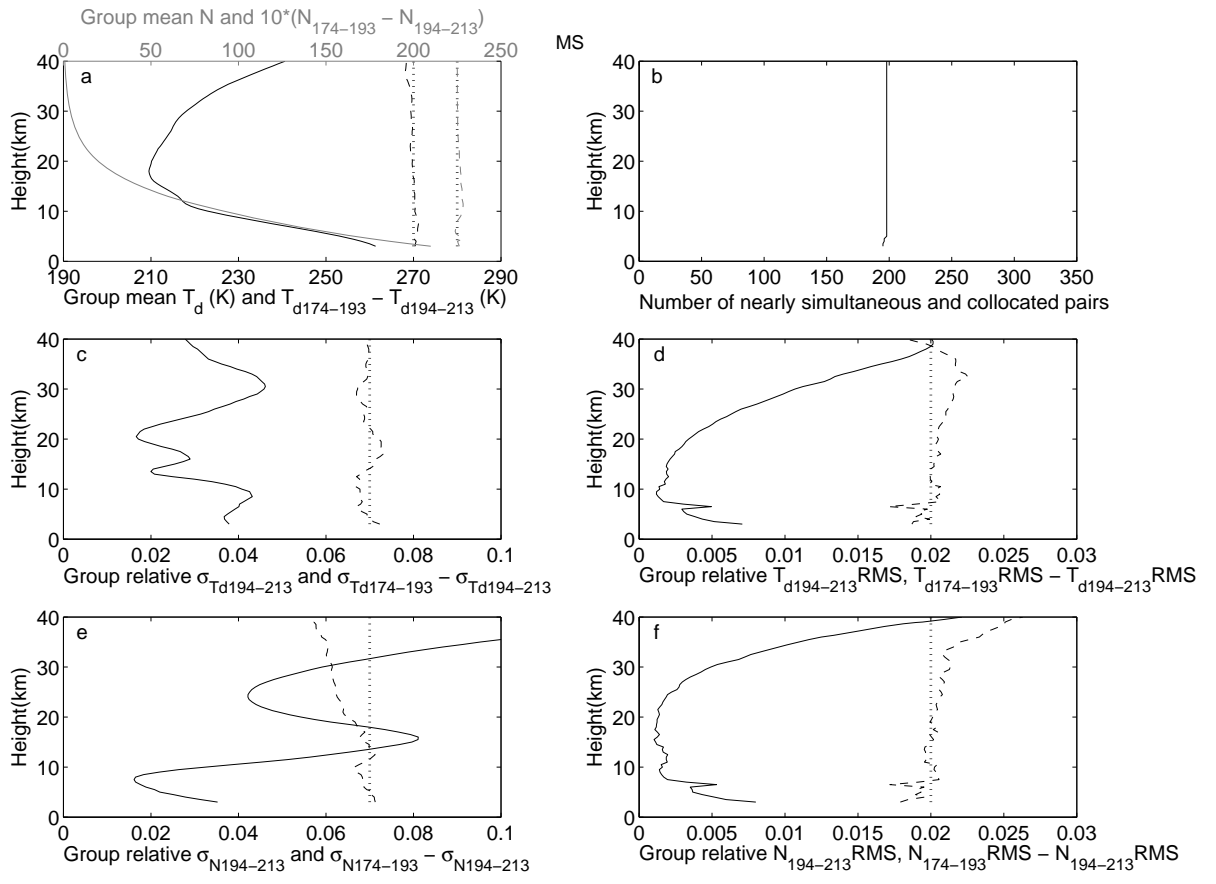 Group mean N and 10*(N174−193 − N194−213)
0 50 100 150 200 250
MS
40 a
30
20
10
0
Height(km)
190 210 230 250 270 290
Group mean Td (K) and Td174−193 − Td194−213 (K)
40 b
30
20
10
0
Height(km)
0 50 100 150 200 250 300 350
Number of nearly simultaneous and collocated pairs
40 c
30
20
10
0
Height(km)
0 0.02 0.04 0.06 0.08 0.1
Group relative σTd194−213 and σTd174−193 − σTd194−213
40 d
30
20
10
0
Height(km)
0 0.005 0.01 0.015 0.02 0.025 0.03
Group relative Td194−213RMS, Td174−193RMS − Td194−213RMS
40 e
30
20
10
0
Height(km)
0 0.02 0.04 0.06 0.08 0.1
Group relative σN194−213 and σN174−193 − σN194−213
40 f
30
20
10
0
Height(km)
0 0.005 0.01 0.015 0.02 0.025 0.03
Group relative N194−213RMS, N174−193RMS − N194−213RMS